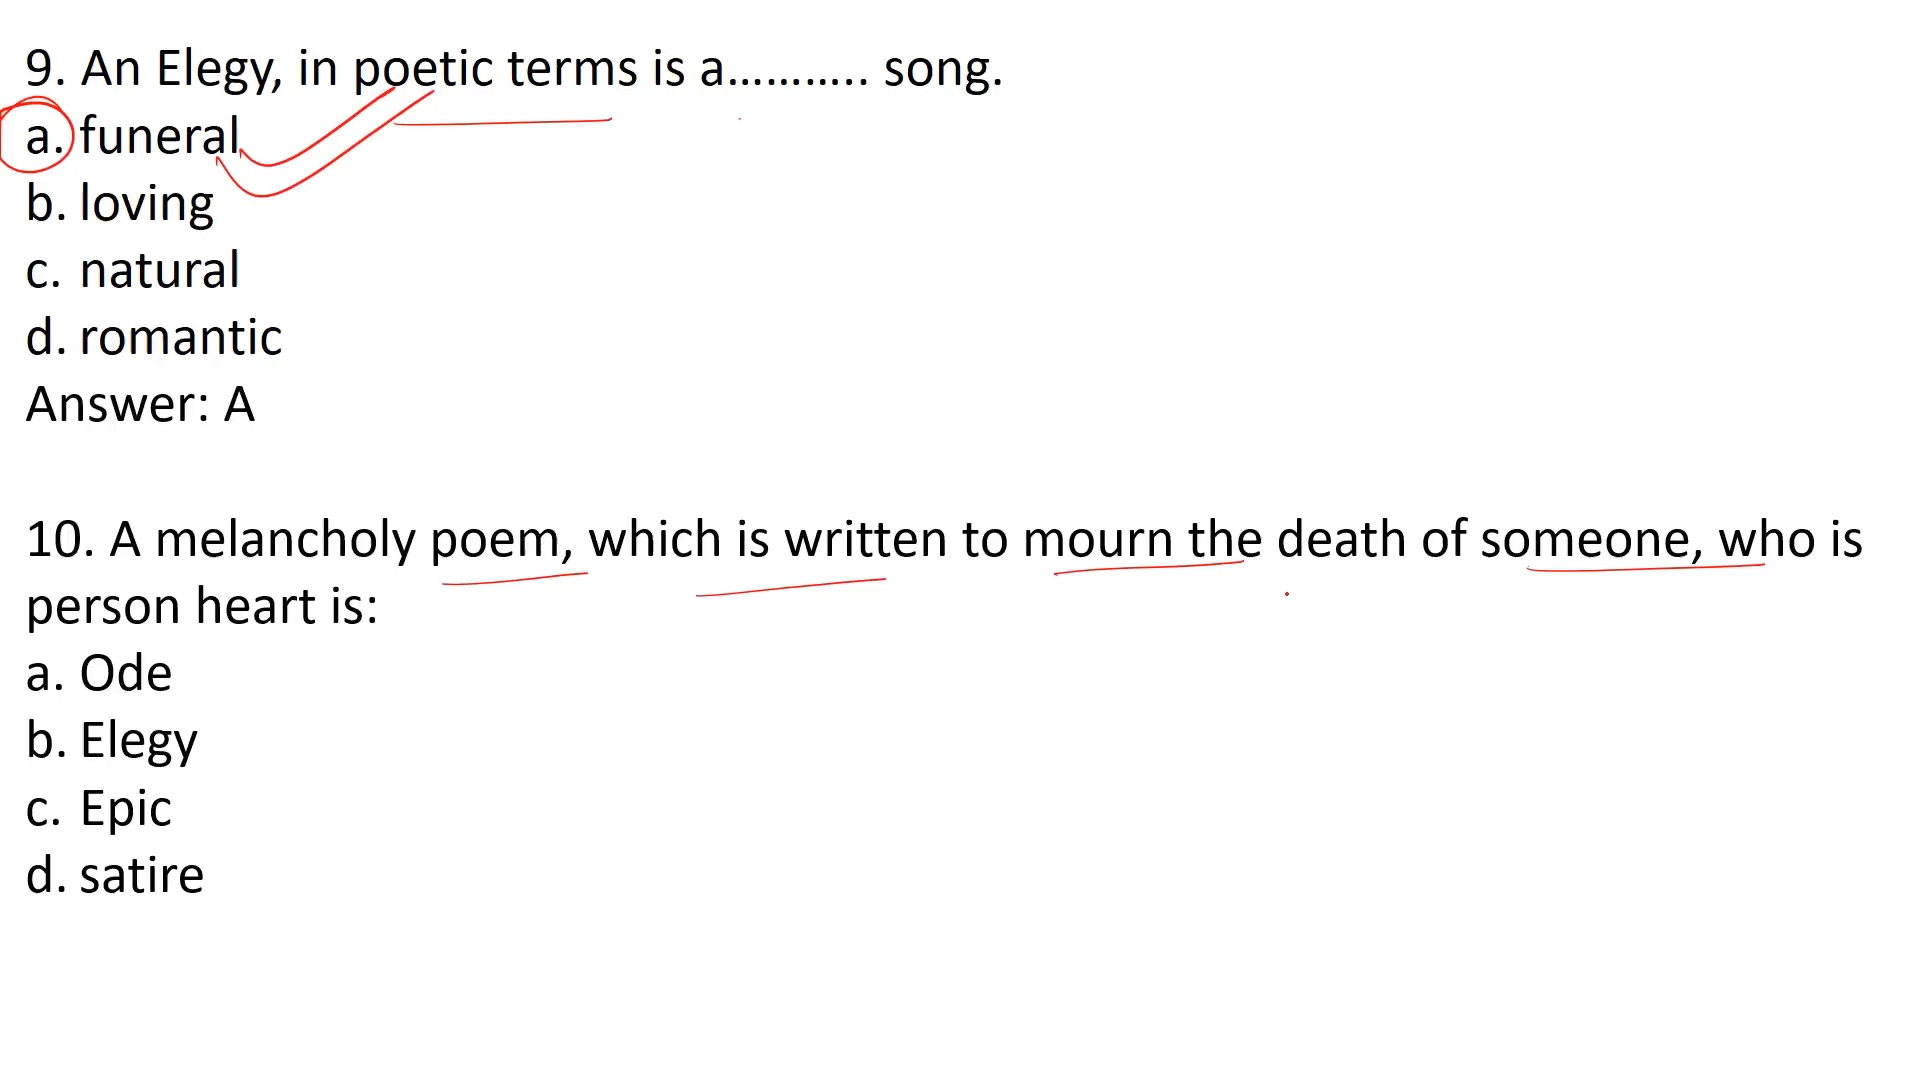 9. An Elegy, in poetic terms is a……….. song.
a. funeral
b. loving
c. natural
d. romantic
Answer: A
10. A melancholy poem, which is written to mourn the death of someone, who is
person heart is:
a. Ode
b. Elegy
c. Epic
d. satire